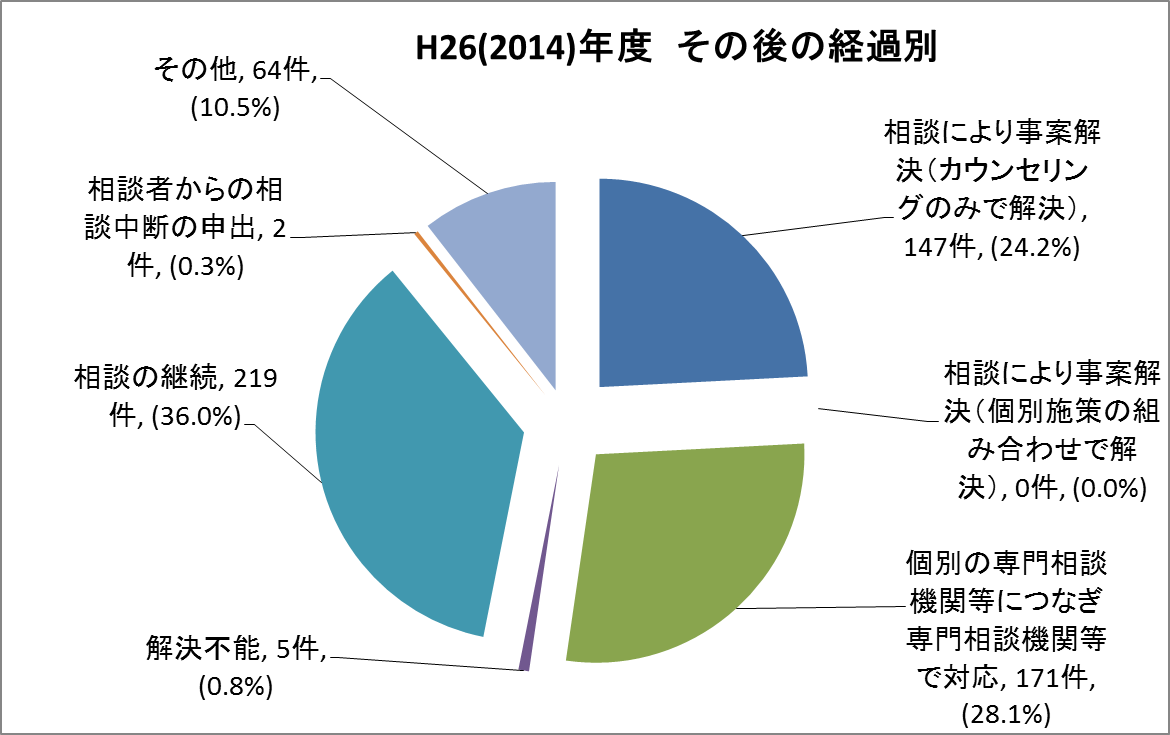 H26(2014)年度　その後の経過別
相談により事案解
決（カウンセリン
グのみで解決）,
147件, (24.2%)
相談により事案解
決（個別施策の組
み合わせで解
決）, 0件, (0.0%)
個別の専門相談
機関等につなぎ
専門相談機関等
で対応, 171件,
(28.1%)
解決不能, 5件,
(0.8%)
相談の継続, 219
件, (36.0%)
相談者からの相
談中断の申出, 2
件, (0.3%)
その他, 64件,
(10.5%)